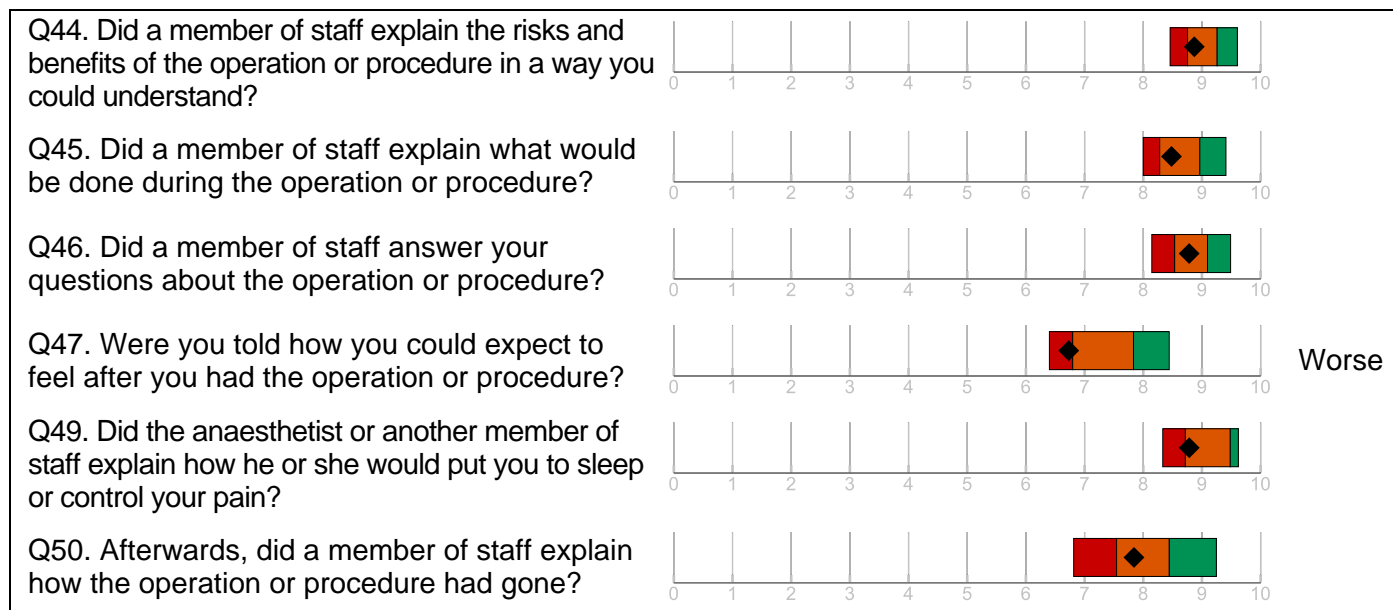 Q44. Did a member of staff explain the risks and
benefits of the operation or procedure in a way you
could understand?
0 1 2 3 4 5 6 7 8 9 10
Q45. Did a member of staff explain what would
be done during the operation or procedure?
0 1 2 3 4 5 6 7 8 9 10
Q46. Did a member of staff answer your
questions about the operation or procedure?
0 1 2 3 4 5 6 7 8 9 10
Q47. Were you told how you could expect to
feel after you had the operation or procedure?
Worse
0 1 2 3 4 5 6 7 8 9 10
Q49. Did the anaesthetist or another member of
staff explain how he or she would put you to sleep
or control your pain?
0 1 2 3 4 5 6 7 8 9 10
Q50. Afterwards, did a member of staff explain
how the operation or procedure had gone?
0 1 2 3 4 5 6 7 8 9 10